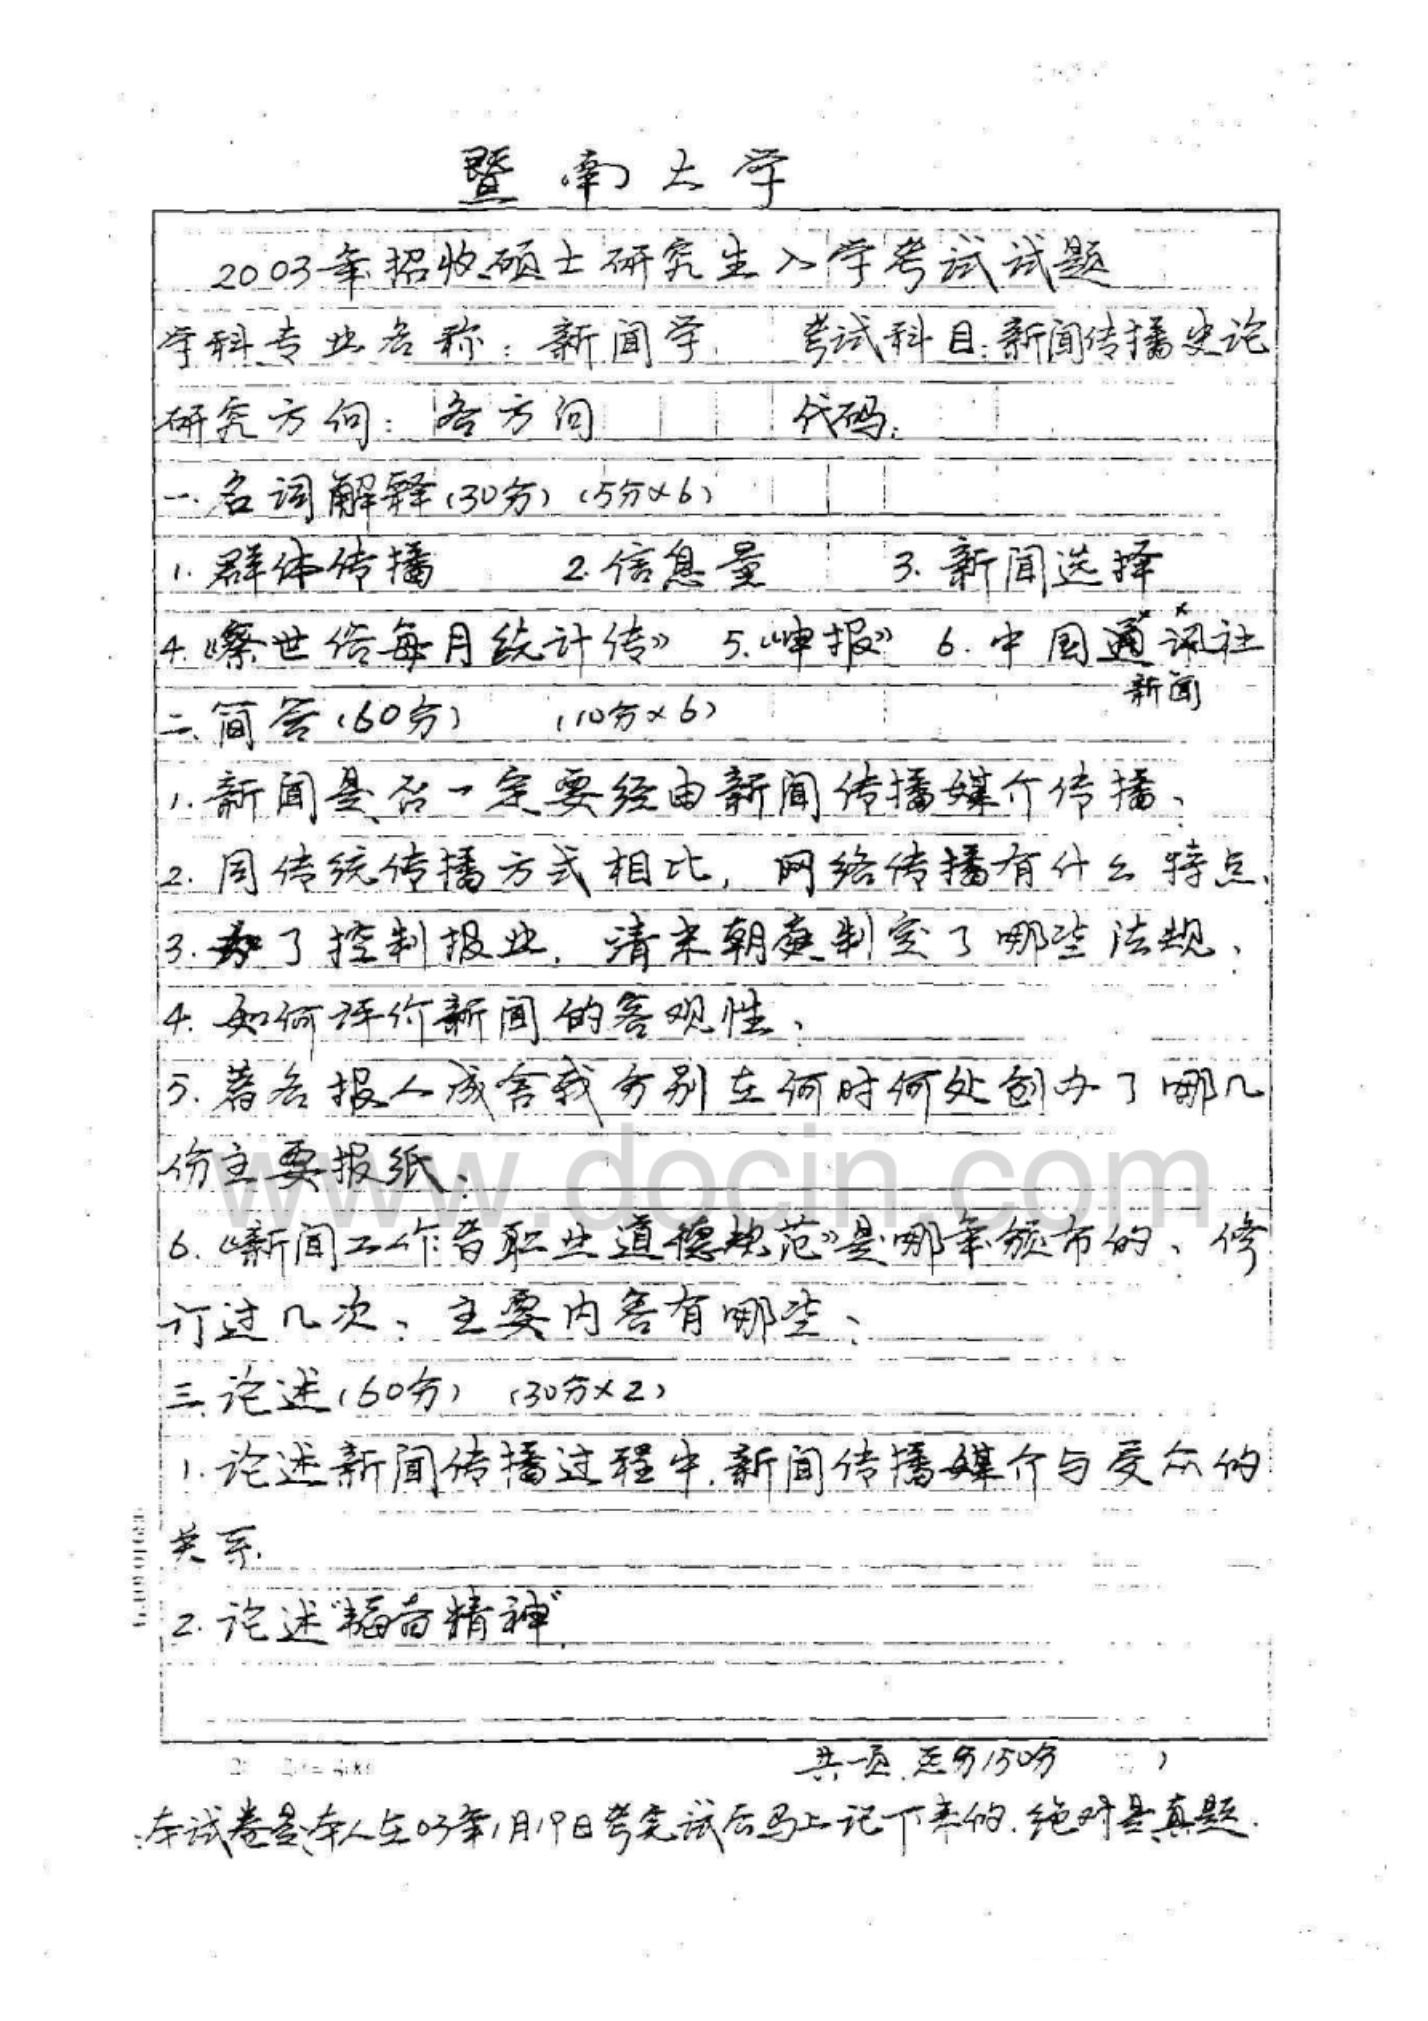 暨南大学
2003年招收硕士研究生入学考试试题
学科专业名称：新闻学 考试科目：新闻传播史论
研究方向：各方向 代码：
一、名词解释（30分）（5分×6）
1. 群体传播 2. 信息量 3. 新闻选择
4.《察世俗每月统计传》 5.《申报》 6. 中国通讯社
新闻
二、简答（60分） （10分×6）
1. 新闻是否一定要经由新闻传播媒介传播、
2. 同传统传播方式相比，网络传播有什么特点、
3. 为了控制报业，清末朝庭制定了哪些法规、
4. 如何评价新闻的客观性、
5. 著名报人成舍我分别在何时何处创办了哪几
份主要报纸、
www.docin.com
6.《新闻工作者职业道德规范》是哪年颁布的、修
订过几次、主要内容有哪些、
三、论述（60分） （30分×2）
1. 论述新闻传播过程中，新闻传播媒介与受众的
关系.
2. 论述“韬奋精神”
共一页，总分150分
本试卷是本人在03年1月19日考完试后马上记下来的，绝对是真题.